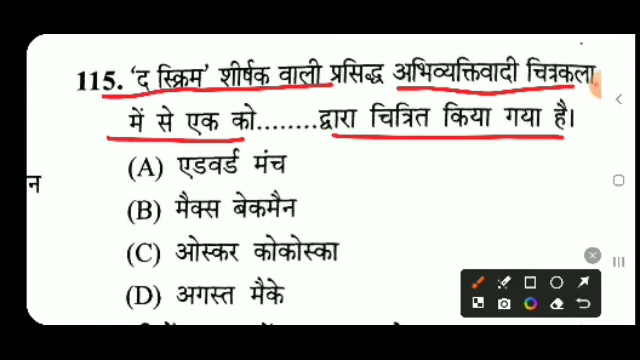 115. ‘द स्क्रिम’ शीर्षक वाली प्रसिद्ध अभिव्यक्तिवादी चित्रकला
में से एक को........द्वारा चित्रित किया गया है।
(A) एडवर्ड मंच
न
(B) मैक्स बेकमैन
(C) ओस्कर कोकोस्का
(D) अगस्त मैके